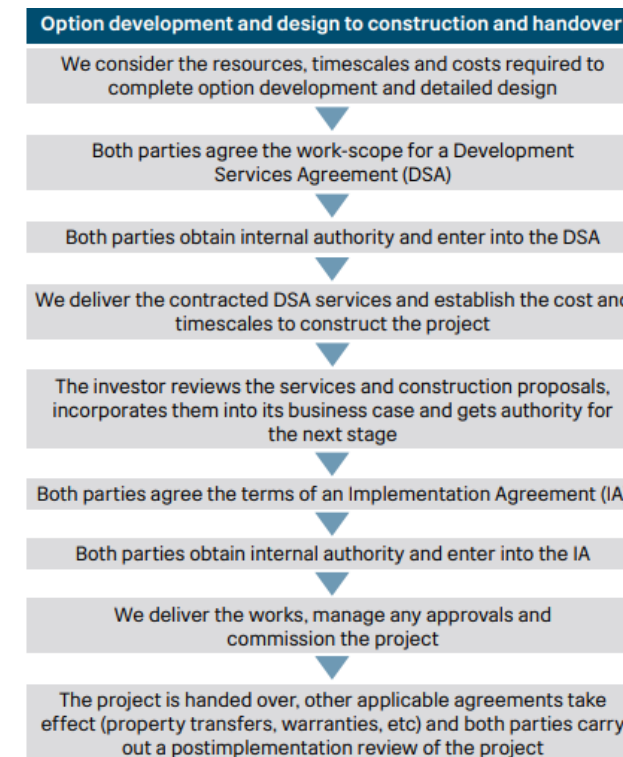 Option development and design to construction and handover
We consider the resources, timescales and costs required to
complete option development and detailed design
Both parties agree the work-scope for a Development
Services Agreement (DSA)
Both parties obtain internal authority and enter into the DSA
We deliver the contracted DSA services and establish the cost and
timescales to construct the project
The investor reviews the services and construction proposals,
incorporates them into its business case and gets authority for
the next stage
Both parties agree the terms of an Implementation Agreement (IA
Both parties obtain internal authority and enter into the IA
We deliver the works, manage any approvals and
commission the project
The project is handed over, other applicable agreements take
effect (property transfers, warranties, etc) and both parties carry
out a postimplementation review of the project